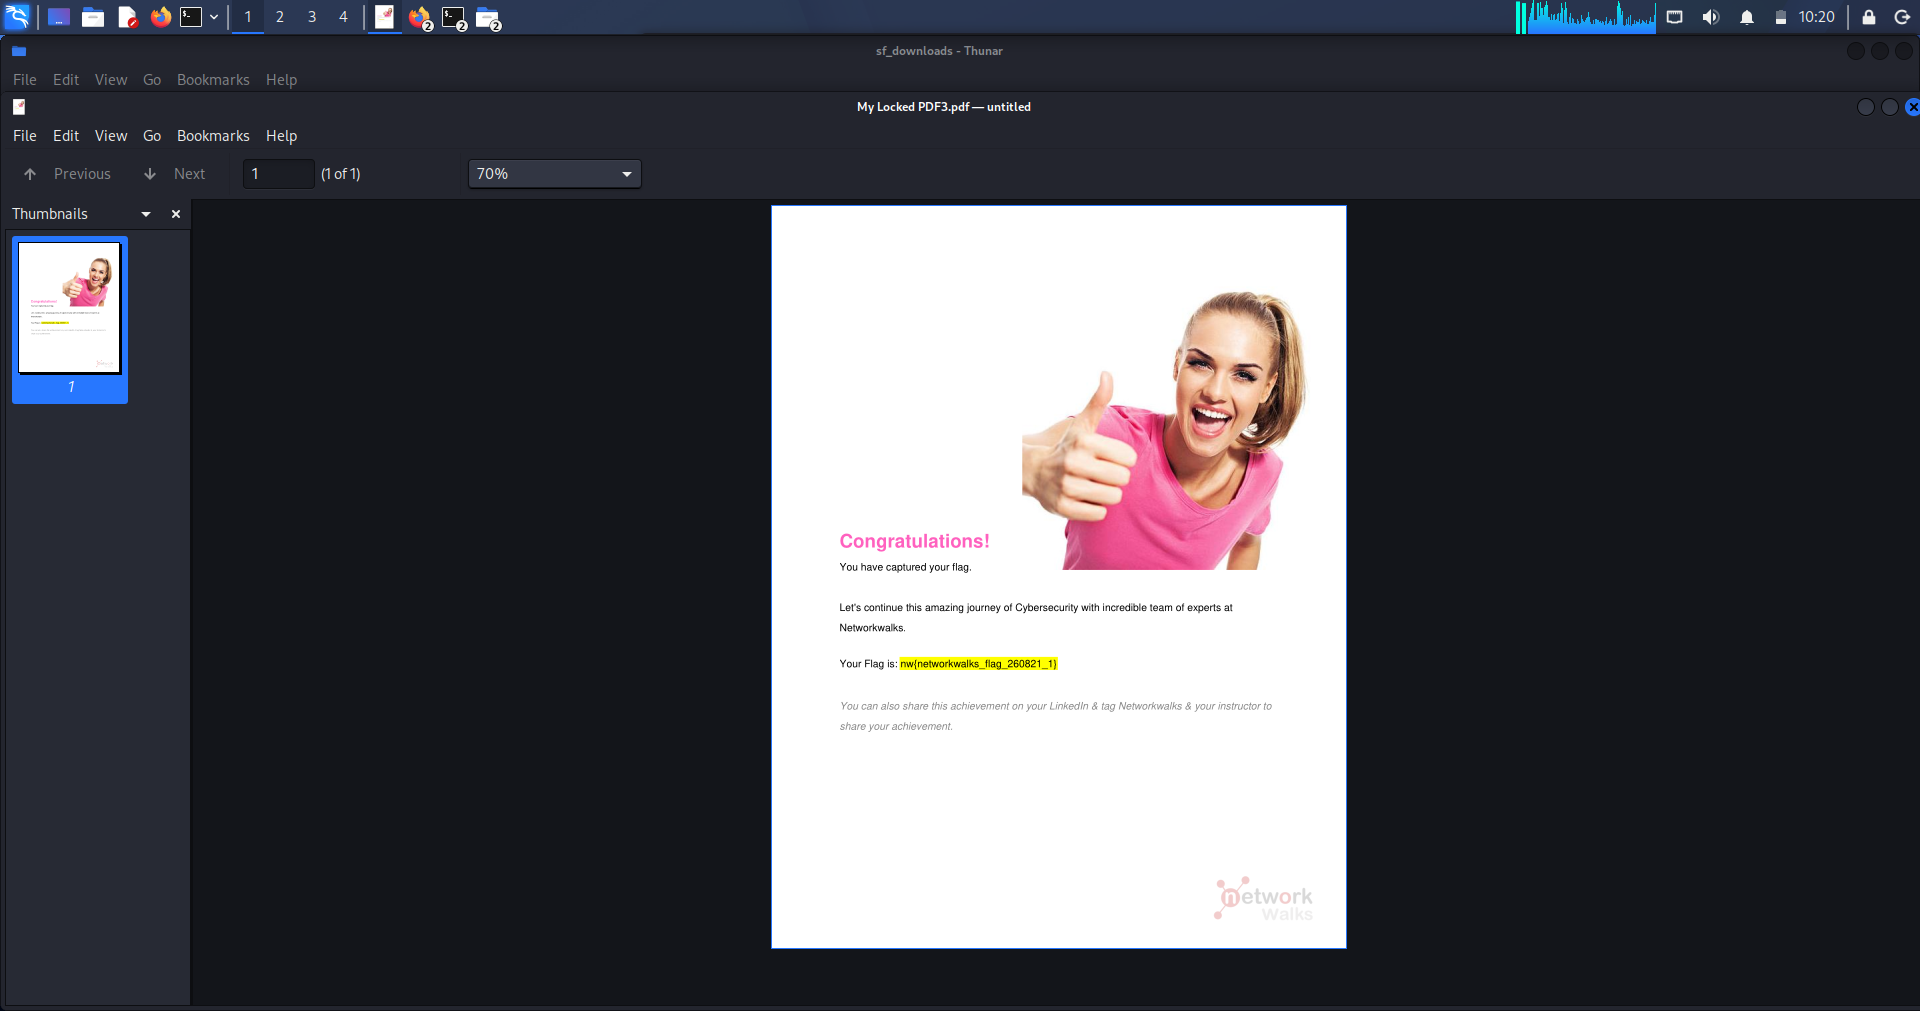 1 2 3 4 2 2 2 10:20
sf_downloads - Thunar
File Edit View Go Bookmarks Help
My Locked PDF3.pdf — untitled
File Edit View Go Bookmarks Help
Previous Next 1 (1 of 1) 70%
Thumbnails
1
Congratulations!
You have captured your flag.
Let's continue this amazing journey of Cybersecurity with incredible team of experts at
Networkwalks.
Your Flag is: nw{networkwalks_flag_260821_1}
You can also share this achievement on your LinkedIn & tag Networkwalks & your instructor to
share your achievement.
network
Walks